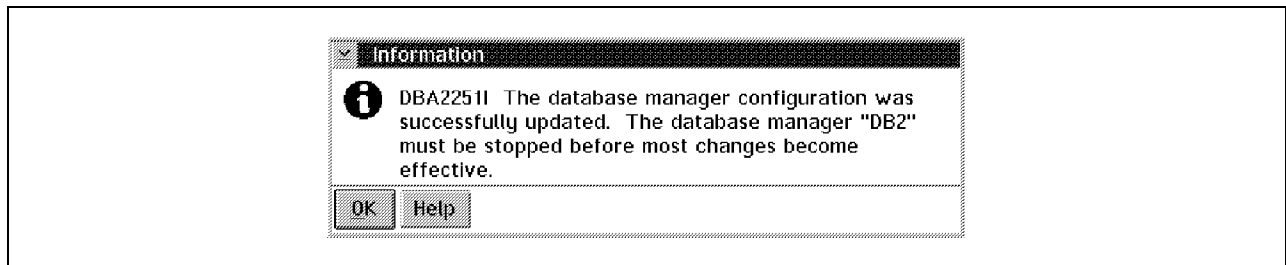 Information
DBA2251I The database manager configuration was
successfully updated. The database manager "DB2"
must be stopped before most changes become
effective.
OK Help